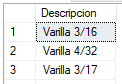 Descripcion
1 Varilla 3/16
2 Varilla 4/32
3 Varilla 3/17